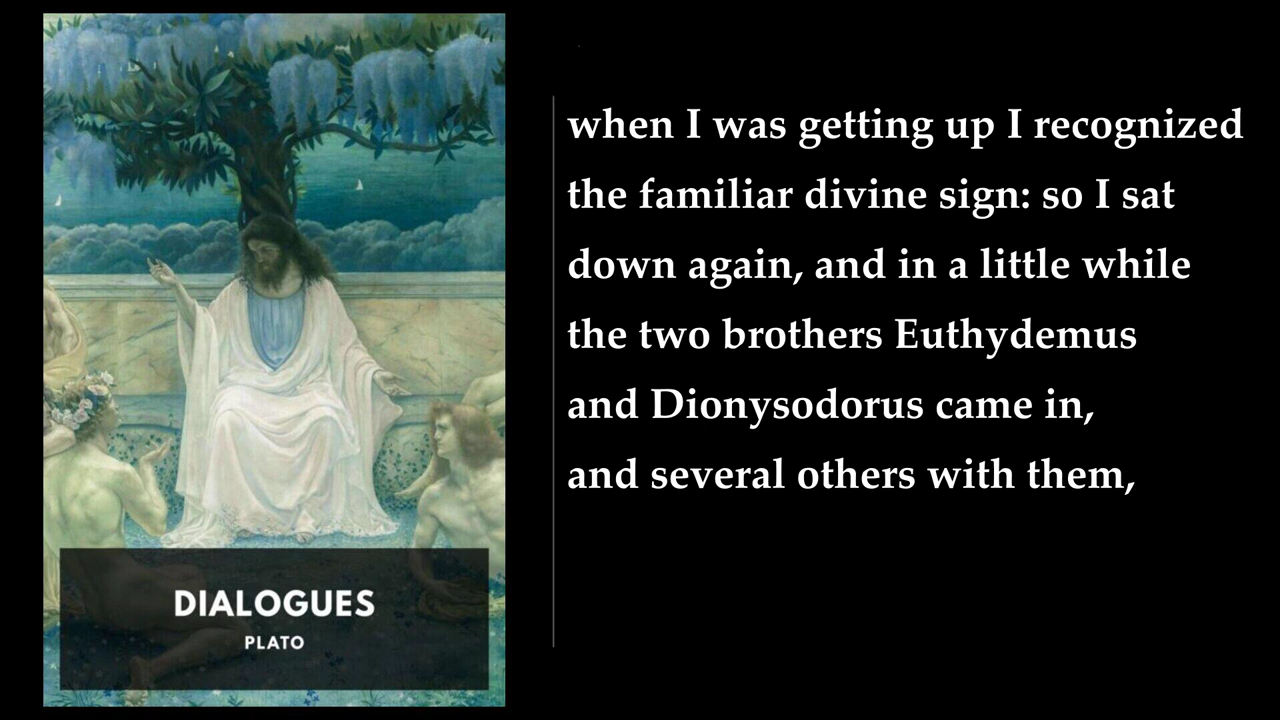 DIALOGUES
PLATO
when I was getting up I recognized
the familiar divine sign: so I sat
down again, and in a little while
the two brothers Euthydemus
and Dionysodorus came in,
and several others with them,